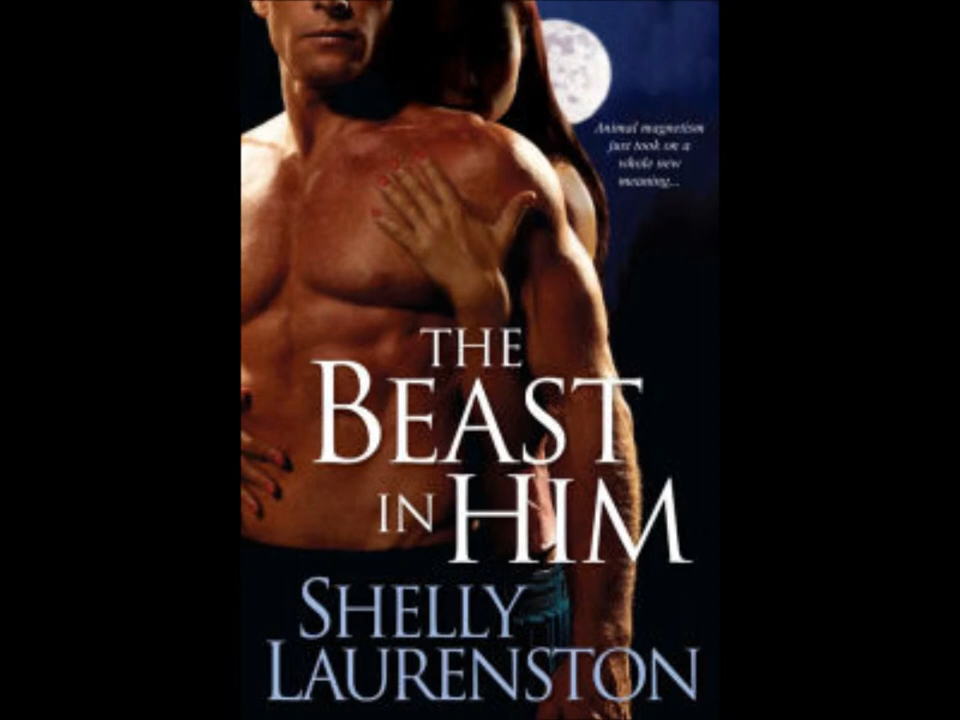 Animal magnetism
just took on a
whole new
meaning...
THE
BEAST
IN HIM
SHELLY
LAURENSTON